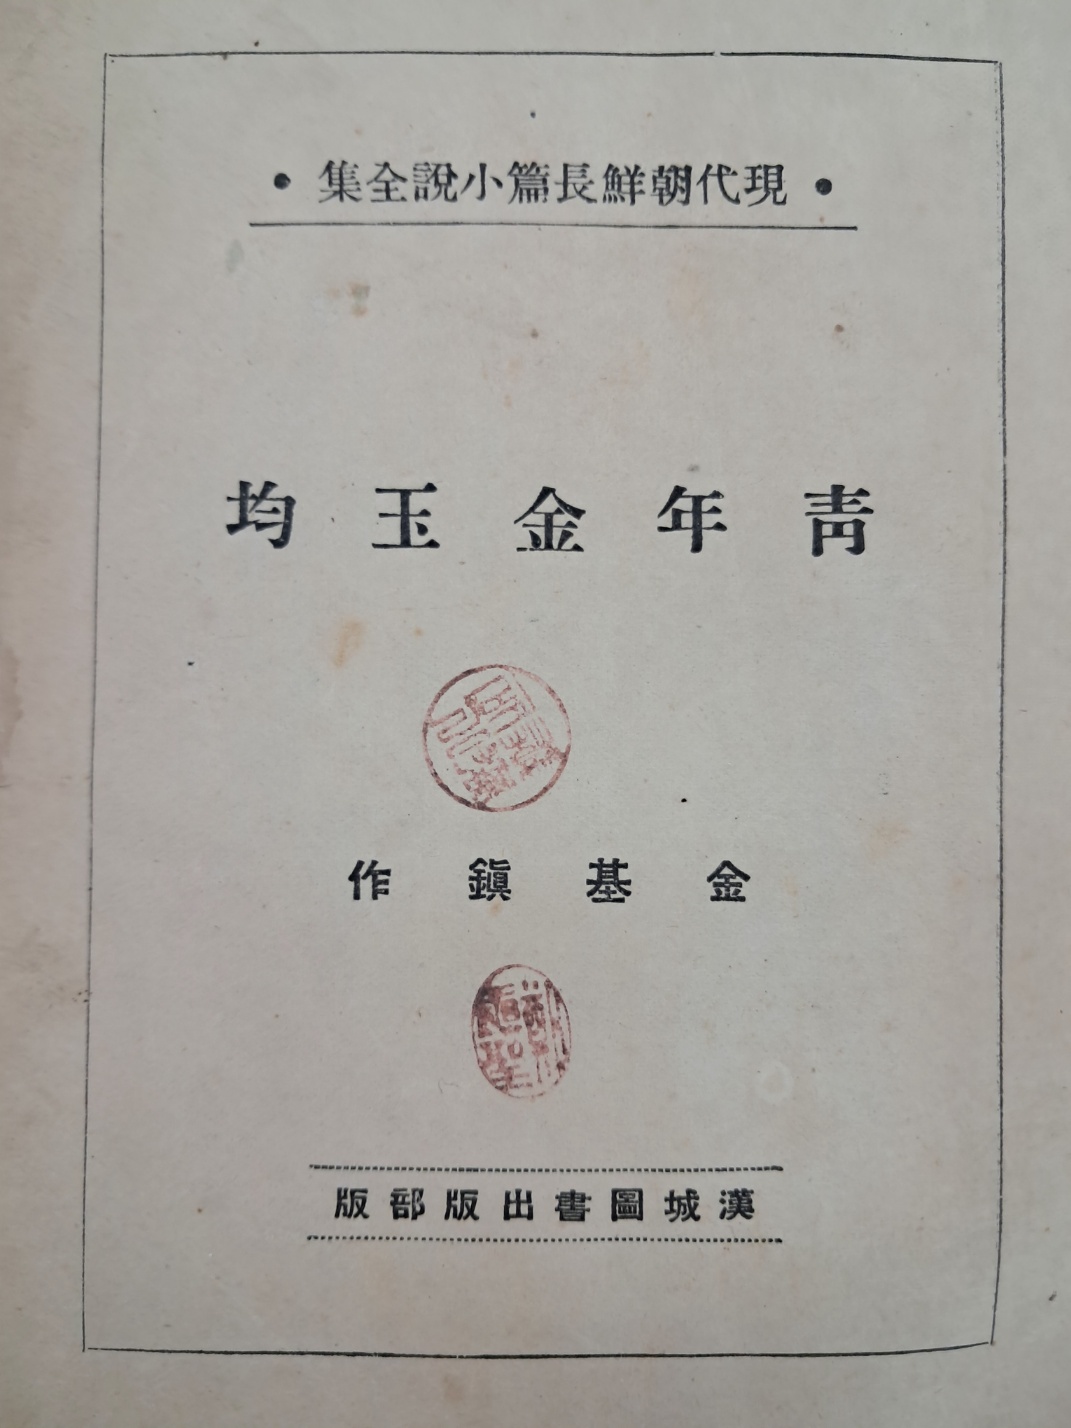 • 現代朝鮮長篇小說全集 •
靑年金玉均
金基鎭作
漢城圖書出版部版